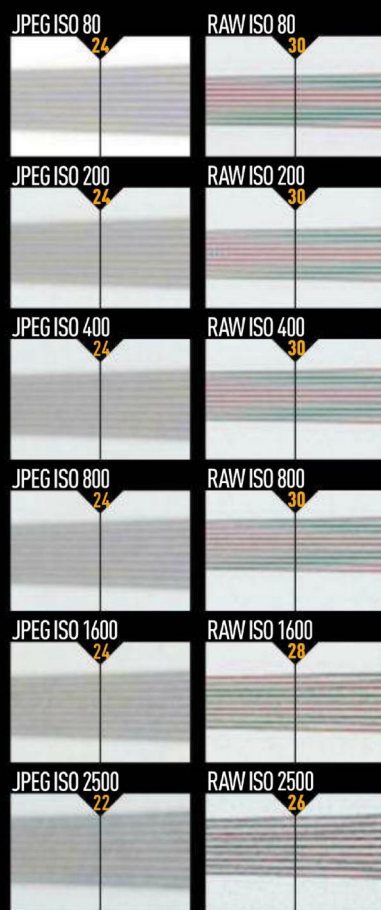 JPEG ISO 80
24
RAW ISO 80
30
JPEG ISO 200
24
RAW ISO 200
30
JPEG ISO 400
24
RAW ISO 400
30
JPEG ISO 800
24
RAW ISO 800
30
JPEG ISO 1600
24
RAW ISO 1600
28
JPEG ISO 2500
22
RAW ISO 2500
26